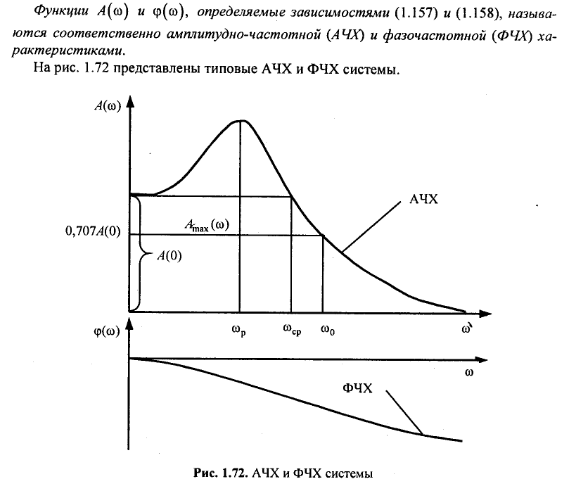 Функции A(ω) и φ(ω), определяемые зависимостями (1.157) и (1.158), называ-
ются соответственно амплитудно-частотной (АЧХ) и фазочастотной (ФЧХ) ха-
рактеристиками.
На рис. 1.72 представлены типовые АЧХ и ФЧХ системы.
A(ω)
АЧХ
0,707A(0)
Amax(ω)
A(0)
φ(ω)
ωр
ωср
ω0
ω
ω
ФЧХ
Рис. 1.72. АЧХ и ФЧХ системы